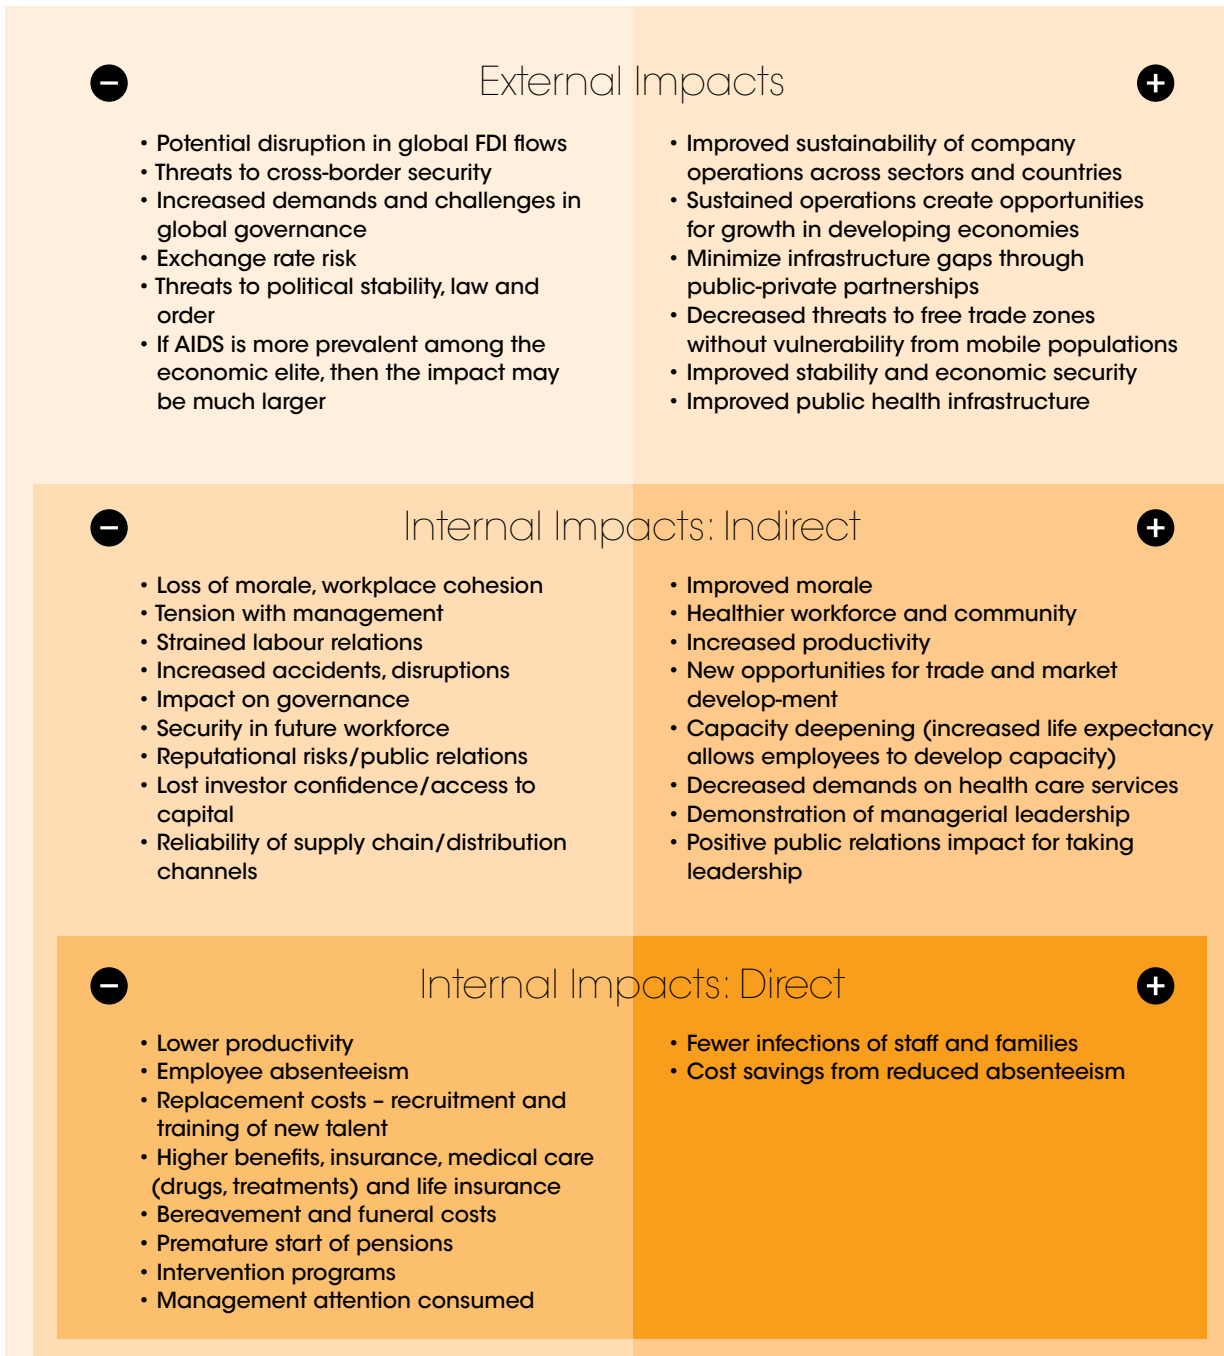 External Impacts
• Potential disruption in global FDI flows
• Threats to cross-border security
• Increased demands and challenges in
global governance
• Exchange rate risk
• Threats to political stability, law and
order
• If AIDS is more prevalent among the
economic elite, then the impact may
be much larger
• Improved sustainability of company
operations across sectors and countries
• Sustained operations create opportunities
for growth in developing economies
• Minimize infrastructure gaps through
public-private partnerships
• Decreased threats to free trade zones
without vulnerability from mobile populations
• Improved stability and economic security
• Improved public health infrastructure
Internal Impacts: Indirect
• Loss of morale, workplace cohesion
• Tension with management
• Strained labour relations
• Increased accidents, disruptions
• Impact on governance
• Security in future workforce
• Reputational risks/public relations
• Lost investor confidence/access to
capital
• Reliability of supply chain/distribution
channels
• Improved morale
• Healthier workforce and community
• Increased productivity
• New opportunities for trade and market
develop-ment
• Capacity deepening (increased life expectancy
allows employees to develop capacity)
• Decreased demands on health care services
• Demonstration of managerial leadership
• Positive public relations impact for taking
leadership
Internal Impacts: Direct
• Lower productivity
• Employee absenteeism
• Replacement costs – recruitment and
training of new talent
• Higher benefits, insurance, medical care
(drugs, treatments) and life insurance
• Bereavement and funeral costs
• Premature start of pensions
• Intervention programs
• Management attention consumed
• Fewer infections of staff and families
• Cost savings from reduced absenteeism